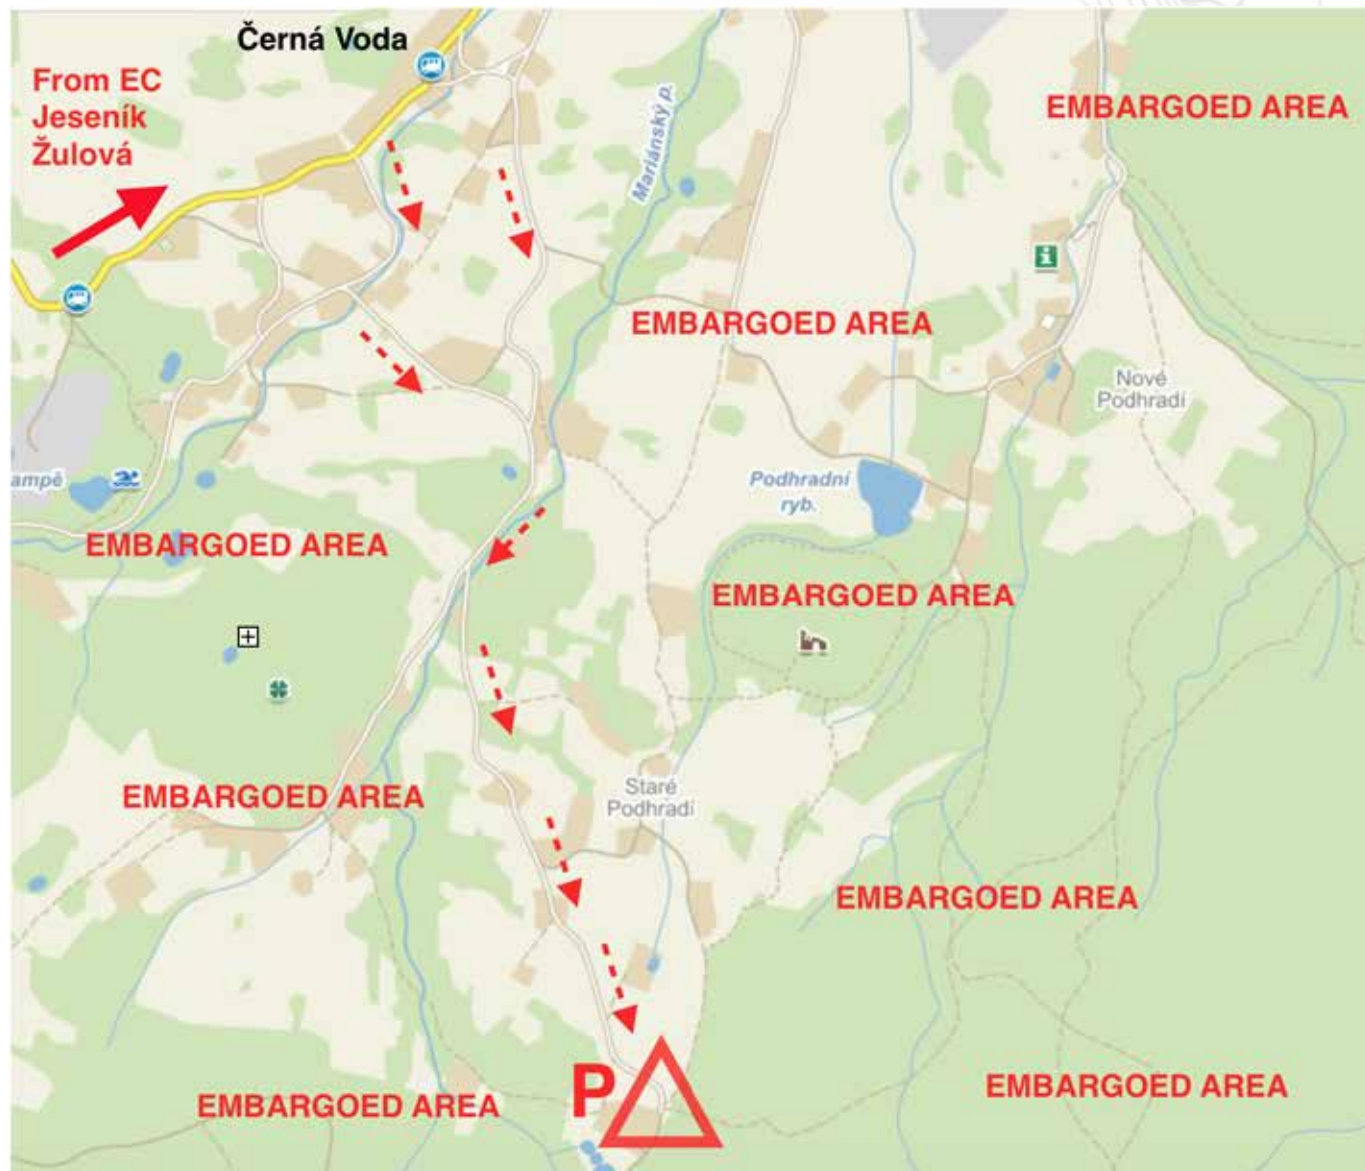 Černá Voda
From EC
Jeseník
Žulová
Mariánský p.
EMBARGOED AREA
EMBARGOED AREA
Nové
Podhradí
ampě
Podhradní
ryb.
EMBARGOED AREA
EMBARGOED AREA
EMBARGOED AREA
Staré
Podhradí
EMBARGOED AREA
EMBARGOED AREA
EMBARGOED AREA
P